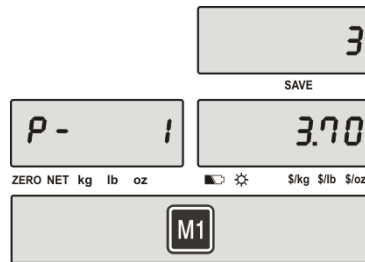 3
SAVE
P- 1
3.70
ZERO NET kg lb oz
$/kg $/lb $/oz
M1